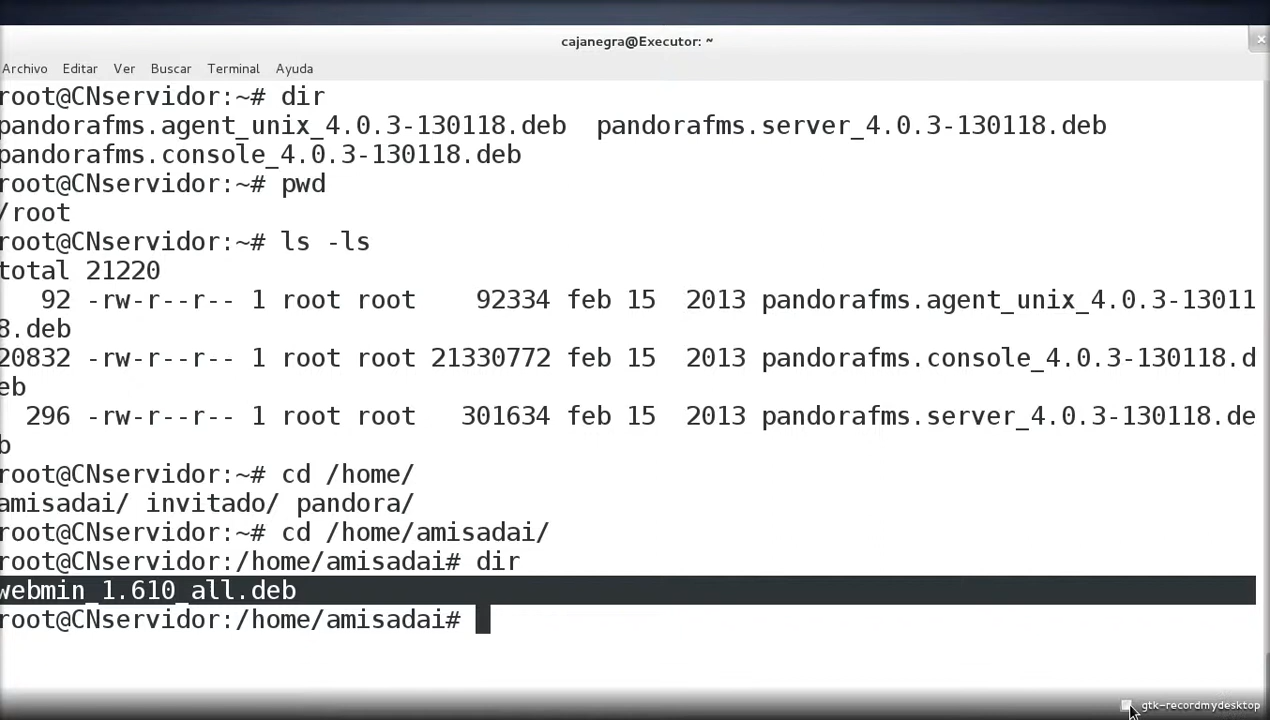 cajanegra@Executor: ~
Archivo Editar Ver Buscar Terminal Ayuda
root@CNservidor:~# dir
pandorafms.agent_unix_4.0.3-130118.deb pandorafms.server_4.0.3-130118.deb
pandorafms.console_4.0.3-130118.deb
root@CNservidor:~# pwd
/root
root@CNservidor:~# ls -ls
total 21220
92 -rw-r--r-- 1 root root 92334 feb 15 2013 pandorafms.agent_unix_4.0.3-13011
8.deb
20832 -rw-r--r-- 1 root root 21330772 feb 15 2013 pandorafms.console_4.0.3-130118.d
eb
296 -rw-r--r-- 1 root root 301634 feb 15 2013 pandorafms.server_4.0.3-130118.de
b
root@CNservidor:~# cd /home/
amisadai/ invitado/ pandora/
root@CNservidor:~# cd /home/amisadai/
root@CNservidor:/home/amisadai# dir
webmin_1.610_all.deb
root@CNservidor:/home/amisadai#
gtk-recordmydesktop